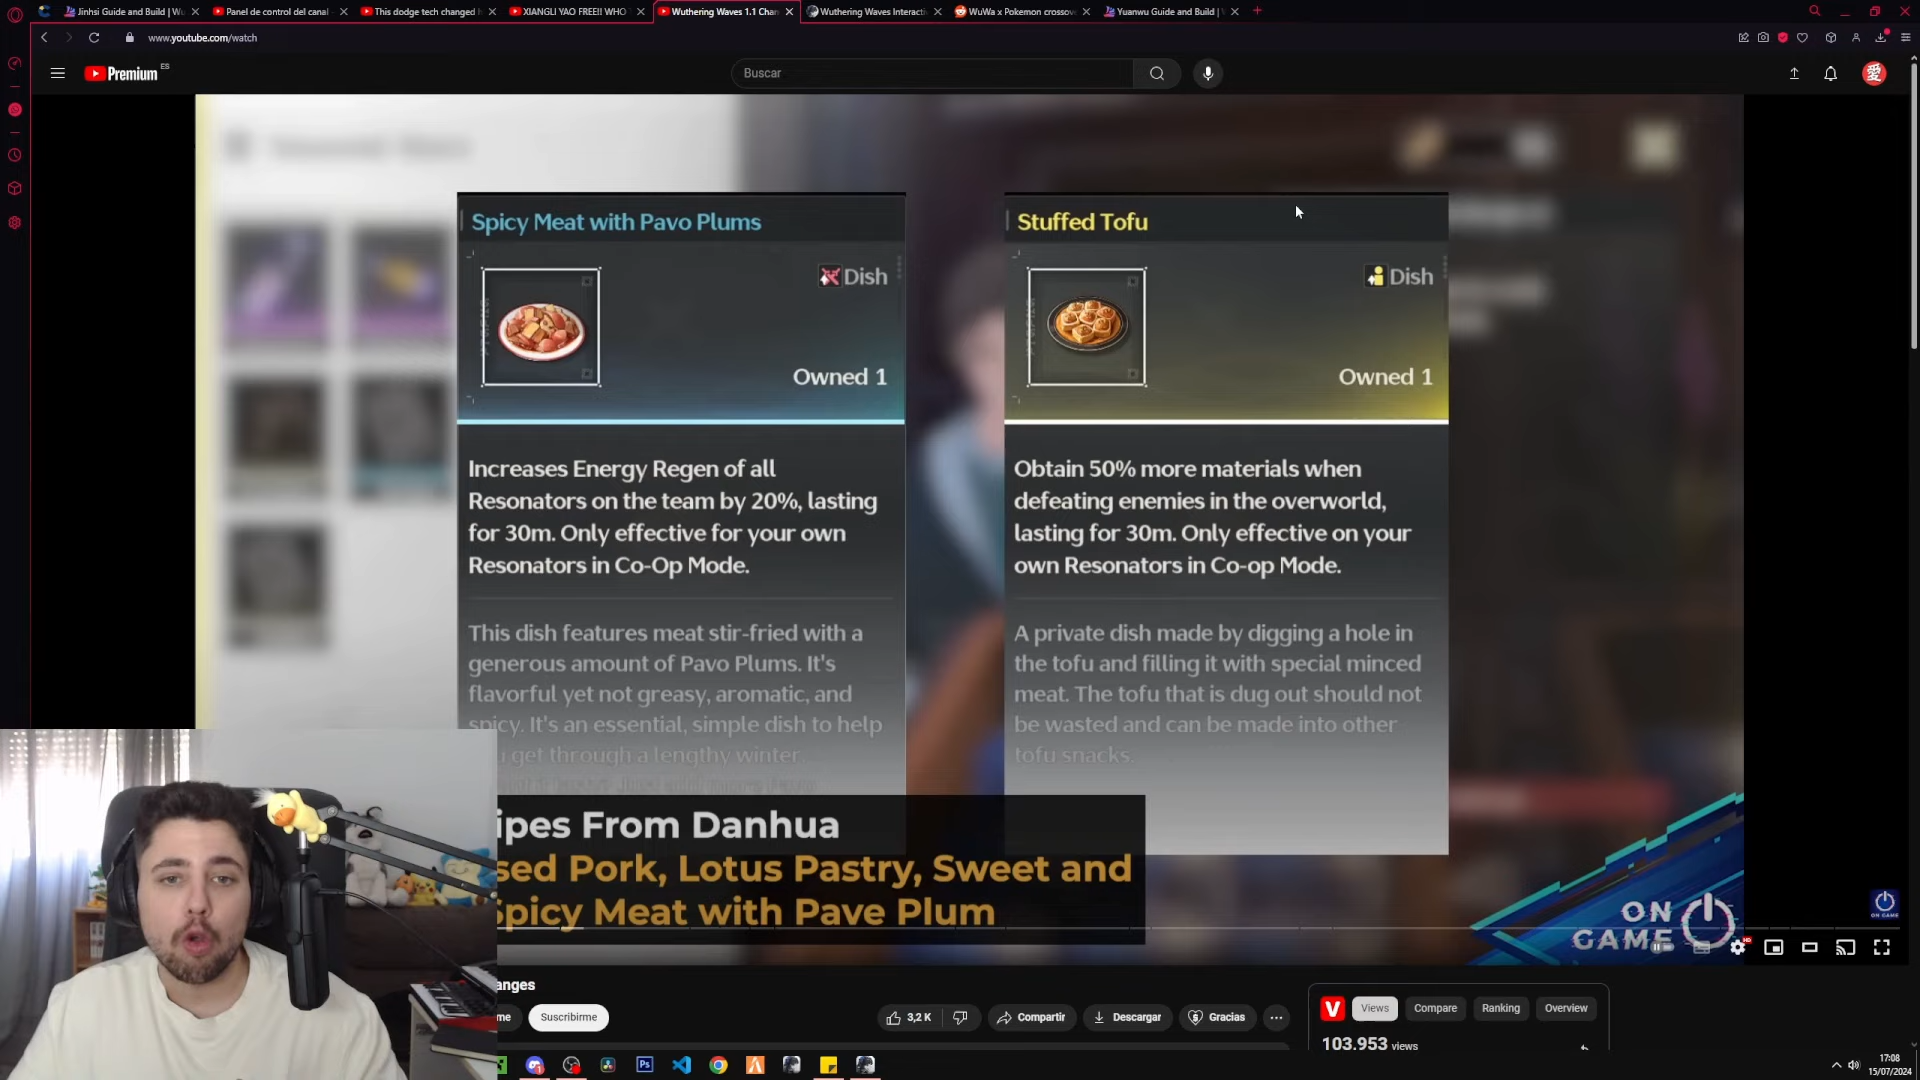 Jinhsi Guide and Build | Wu
Panel de control del canal -
This dodge tech changed h
XIANGLI YAO FREE!! WHO
Wuthering Waves 1.1 Chan
Wuthering Waves Interactiv
WuWa x Pokemon crossove
Yuanwu Guide and Build |
www.youtube.com/watch
Premium ES
Buscar
愛
Spicy Meat with Pavo Plums
Dish
Owned 1
Increases Energy Regen of all
Resonators on the team by 20%, lasting
for 30m. Only effective for your own
Resonators in Co-Op Mode.
This dish features meat stir-fried with a
generous amount of Pavo Plums. It's
flavorful yet not greasy, aromatic, and
spicy. It's an essential, simple dish to help
u get through a lengthy winter.
Stuffed Tofu
Dish
Owned 1
Obtain 50% more materials when
defeating enemies in the overworld,
lasting for 30m. Only effective on your
own Resonators in Co-op Mode.
A private dish made by digging a hole in
the tofu and filling it with special minced
meat. The tofu that is dug out should not
be wasted and can be made into other
tofu snacks.
ipes From Danhua
sed Pork, Lotus Pastry, Sweet and
Spicy Meat with Pave Plum
ON
GAME
ON GAME
HD
anges
me
Suscribirme
3,2 K
Compartir
Descargar
Gracias
V
Views
Compare
Ranking
Overview
103.953 views
Ps
17:08
15/07/2024